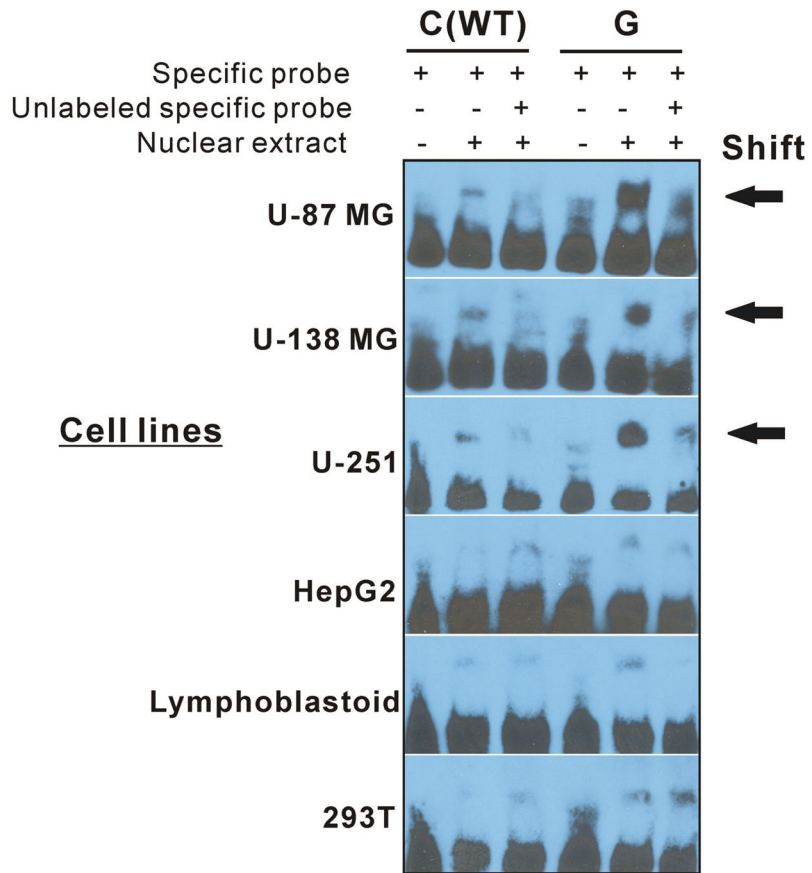 C(WT) G
Specific probe + + + + + +
Unlabeled specific probe - - + - - +
Nuclear extract - + + - + + Shift
U-87 MG
U-138 MG
Cell lines
U-251
HepG2
Lymphoblastoid
293T